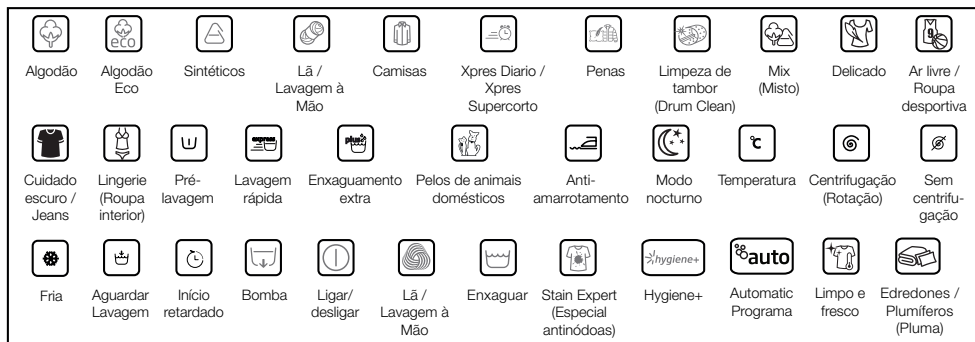 eco
9
Algodão
Algodão Eco
Sintéticos
Lã / Lavagem à Mão
Camisas
Xpres Diario / Xpres Supercorto
Penas
Limpeza de tambor (Drum Clean)
Mix (Misto)
Delicado
Ar livre / Roupa desportiva
express
plus
°C
Cuidado escuro / Jeans
Lingerie (Roupa interior)
Pré-lavagem
Lavagem rápida
Enxaguamento extra
Pelos de animais domésticos
Anti-amarrotamento
Modo nocturno
Temperatura
Centrifugação (Rotação)
Sem centrifu-gação
hygiene+
auto
Fria
Aguardar Lavagem
Início retardado
Bomba
Ligar/ desligar
Lã / Lavagem à Mão
Enxaguar
Stain Expert (Especial antinódoas)
Hygiene+
Automatic Programa
Limpo e fresco
Edredones / Plumíferos (Pluma)